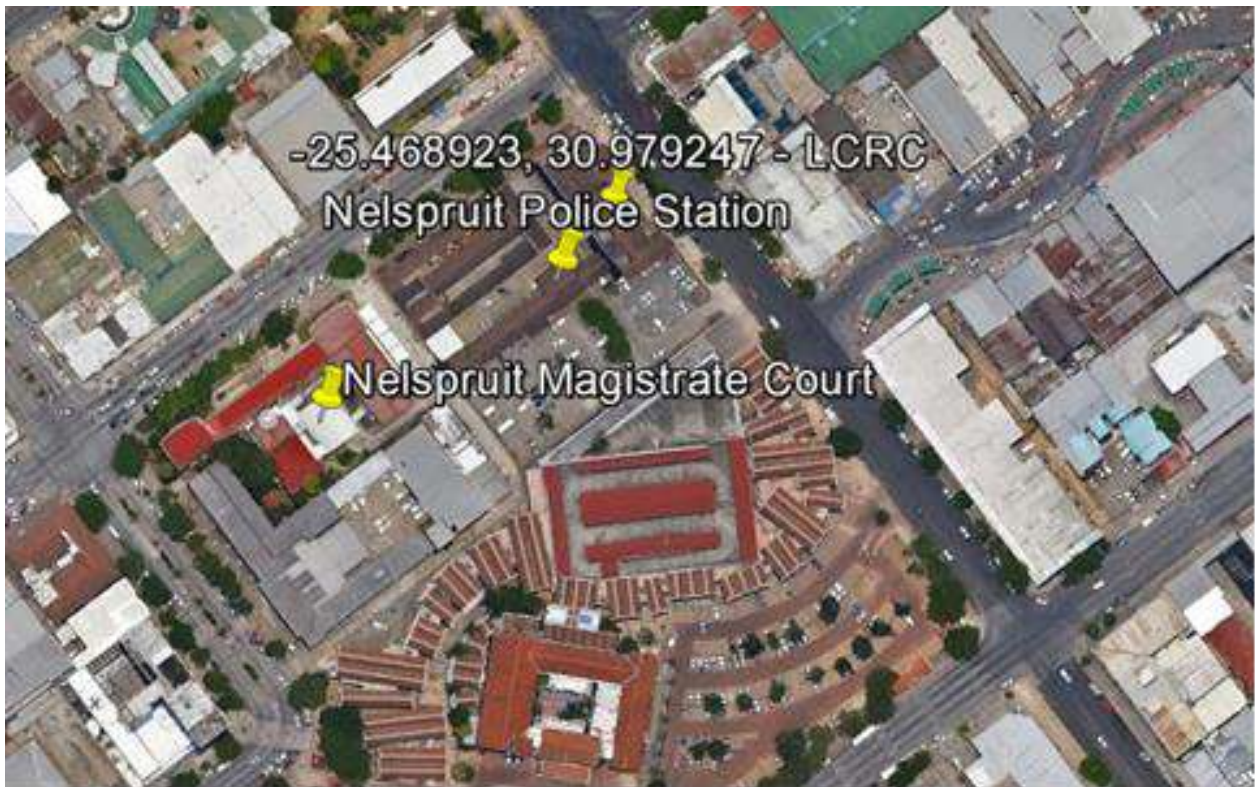 -25.468923, 30.979247 - LCRC
Nelspruit Police Station
Nelspruit Magistrate Court